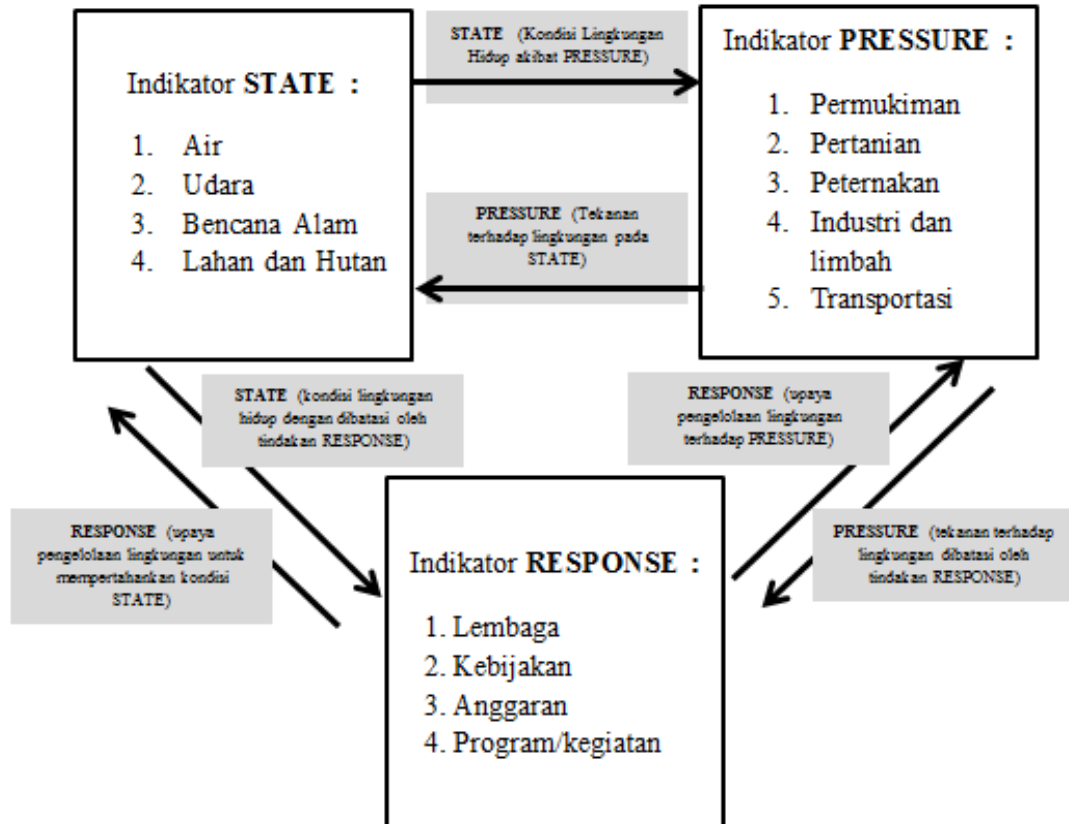 Indikator STATE :
1. Air
2. Udara
3. Bencana Alam
4. Lahan dan Hutan
STATE (Kondisi Lingkungan
Hidup akibat PRESSURE)
PRESSURE (Tekanan
terhadap lingkungan pada
STATE)
Indikator PRESSURE :
1. Permukiman
2. Pertanian
3. Peternakan
4. Industri dan
limbah
5. Transportasi
STATE (kondisi lingkungan
hidup dengan dibatasi oleh
tindakan RESPONSE)
RESPONSE (upaya
pengelolaan lingkungan
terhadap PRESSURE)
RESPONSE (upaya
pengelolaan lingkungan untuk
mempertahankan kondisi
STATE)
PRESSURE (tekanan terhadap
lingkungan dibatasi oleh
tindakan RESPONSE)
Indikator RESPONSE :
1. Lembaga
2. Kebijakan
3. Anggaran
4. Program/kegiatan